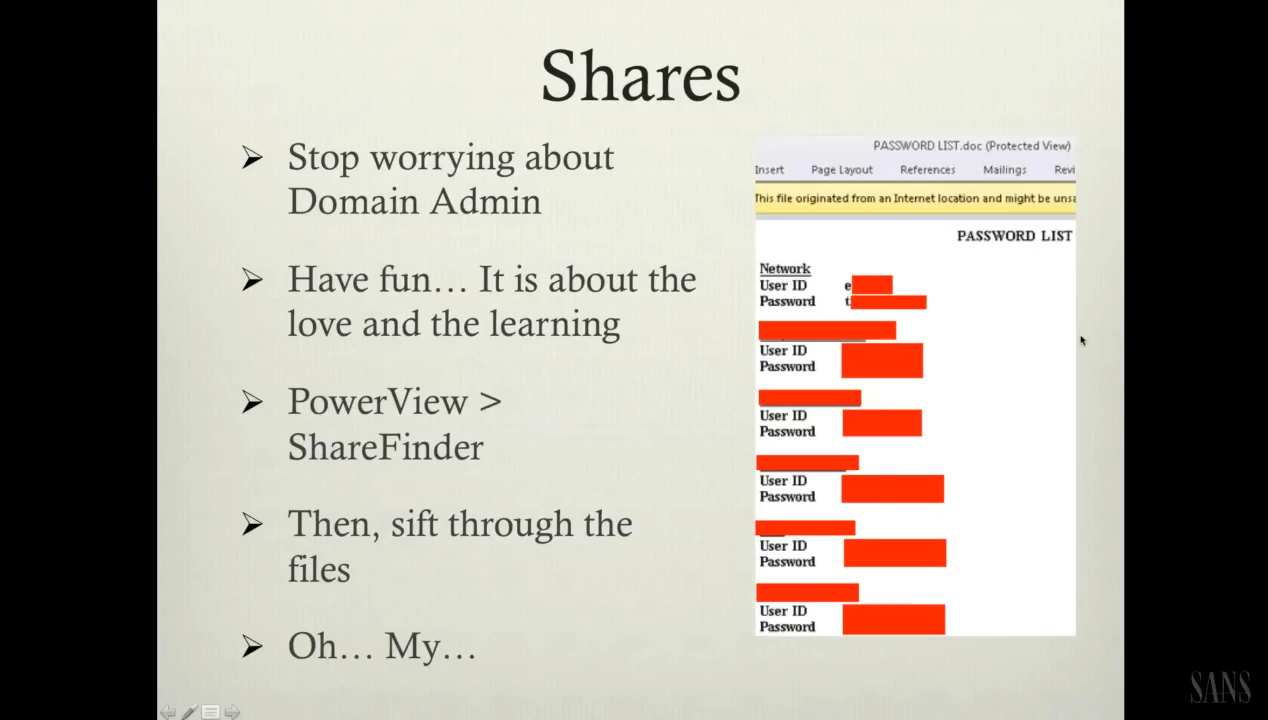 Shares
Stop worrying about
Domain Admin
Have fun… It is about the
love and the learning
PowerView >
ShareFinder
Then, sift through the
files
Oh… My…
PASSWORD LIST.doc (Protected View)
Insert Page Layout References Mailings Revi
This file originated from an Internet location and might be unsa
PASSWORD LIST
Network
User ID e
Password t
User ID
Password
User ID
Password
User ID
Password
User ID
Password
User ID
Password
SANS